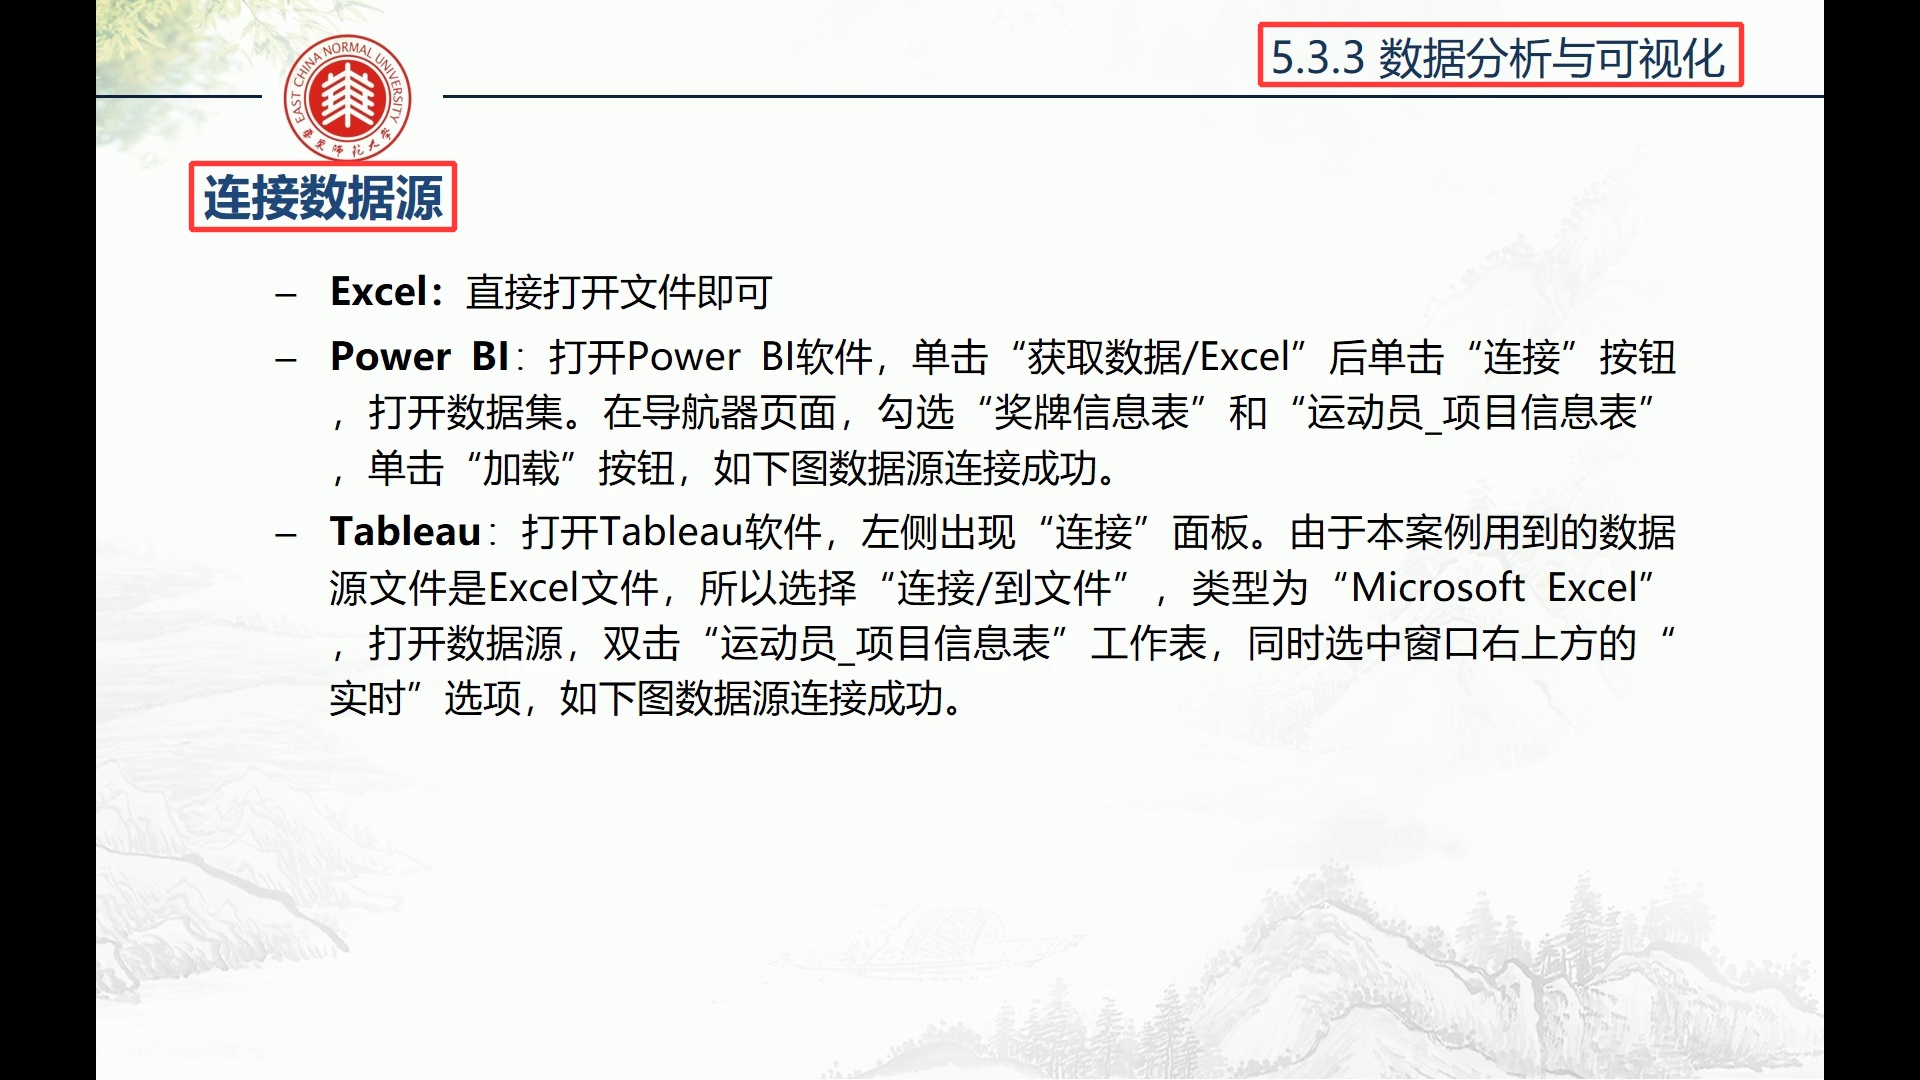 5.3.3 数据分析与可视化
EAST CHINA NORMAL UNIVERSITY
华东师范大学
连接数据源
– Excel：直接打开文件即可
– Power BI：打开Power BI软件，单击“获取数据/Excel”后单击“连接”按钮
，打开数据集。在导航器页面，勾选“奖牌信息表”和“运动员_项目信息表”
，单击“加载”按钮，如下图数据源连接成功。
– Tableau：打开Tableau软件，左侧出现“连接”面板。由于本案例用到的数据
源文件是Excel文件，所以选择“连接/到文件”，类型为“Microsoft Excel”
，打开数据源，双击“运动员_项目信息表”工作表，同时选中窗口右上方的“
实时”选项，如下图数据源连接成功。